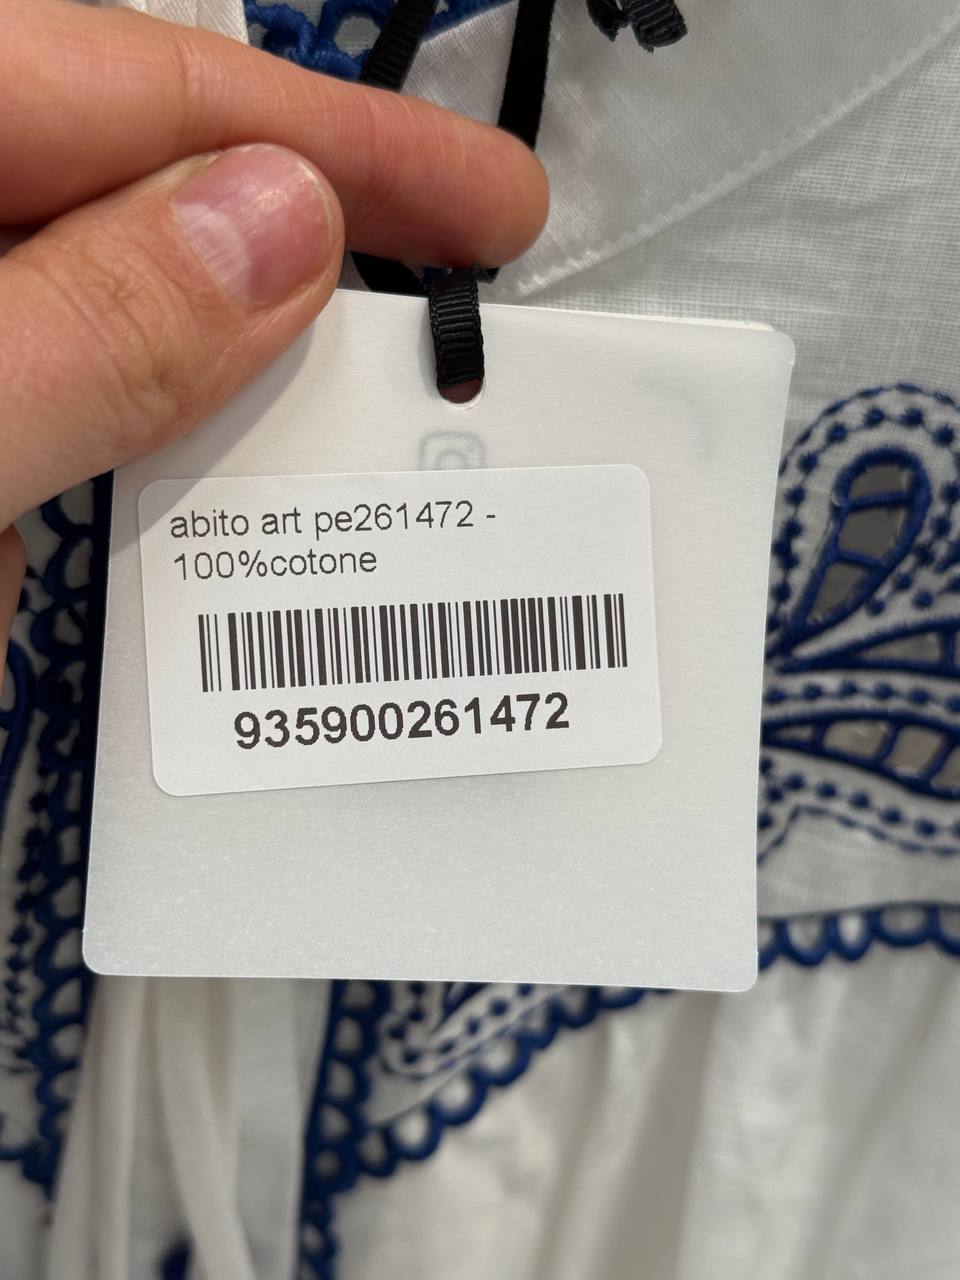 abito art pe261472 -
100%cotone
935900261472